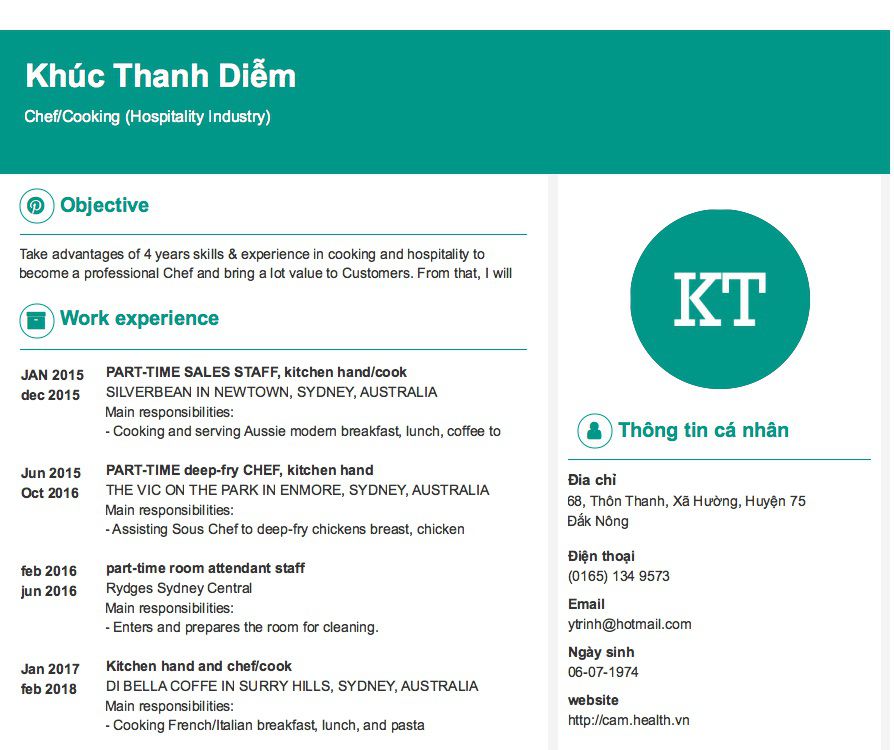 Khúc Thanh Diễm
Chef/Cooking (Hospitality Industry)
Objective
Take advantages of 4 years skills & experience in cooking and hospitality to
become a professional Chef and bring a lot value to Customers. From that, I will
Work experience
JAN 2015
dec 2015
PART-TIME SALES STAFF, kitchen hand/cook
SILVERBEAN IN NEWTOWN, SYDNEY, AUSTRALIA
Main responsibilities:
- Cooking and serving Aussie modern breakfast, lunch, coffee to
Jun 2015
Oct 2016
PART-TIME deep-fry CHEF, kitchen hand
THE VIC ON THE PARK IN ENMORE, SYDNEY, AUSTRALIA
Main responsibilities:
- Assisting Sous Chef to deep-fry chickens breast, chicken
feb 2016
jun 2016
part-time room attendant staff
Rydges Sydney Central
Main responsibilities:
- Enters and prepares the room for cleaning.
Jan 2017
feb 2018
Kitchen hand and chef/cook
DI BELLA COFFE IN SURRY HILLS, SYDNEY, AUSTRALIA
Main responsibilities:
- Cooking French/Italian breakfast, lunch, and pasta
KT
Thông tin cá nhân
Đia chỉ
68, Thôn Thanh, Xã Hường, Huyện 75
Đắk Nông
Điện thoại
(0165) 134 9573
Email
ytrinh@hotmail.com
Ngày sinh
06-07-1974
website
http://cam.health.vn